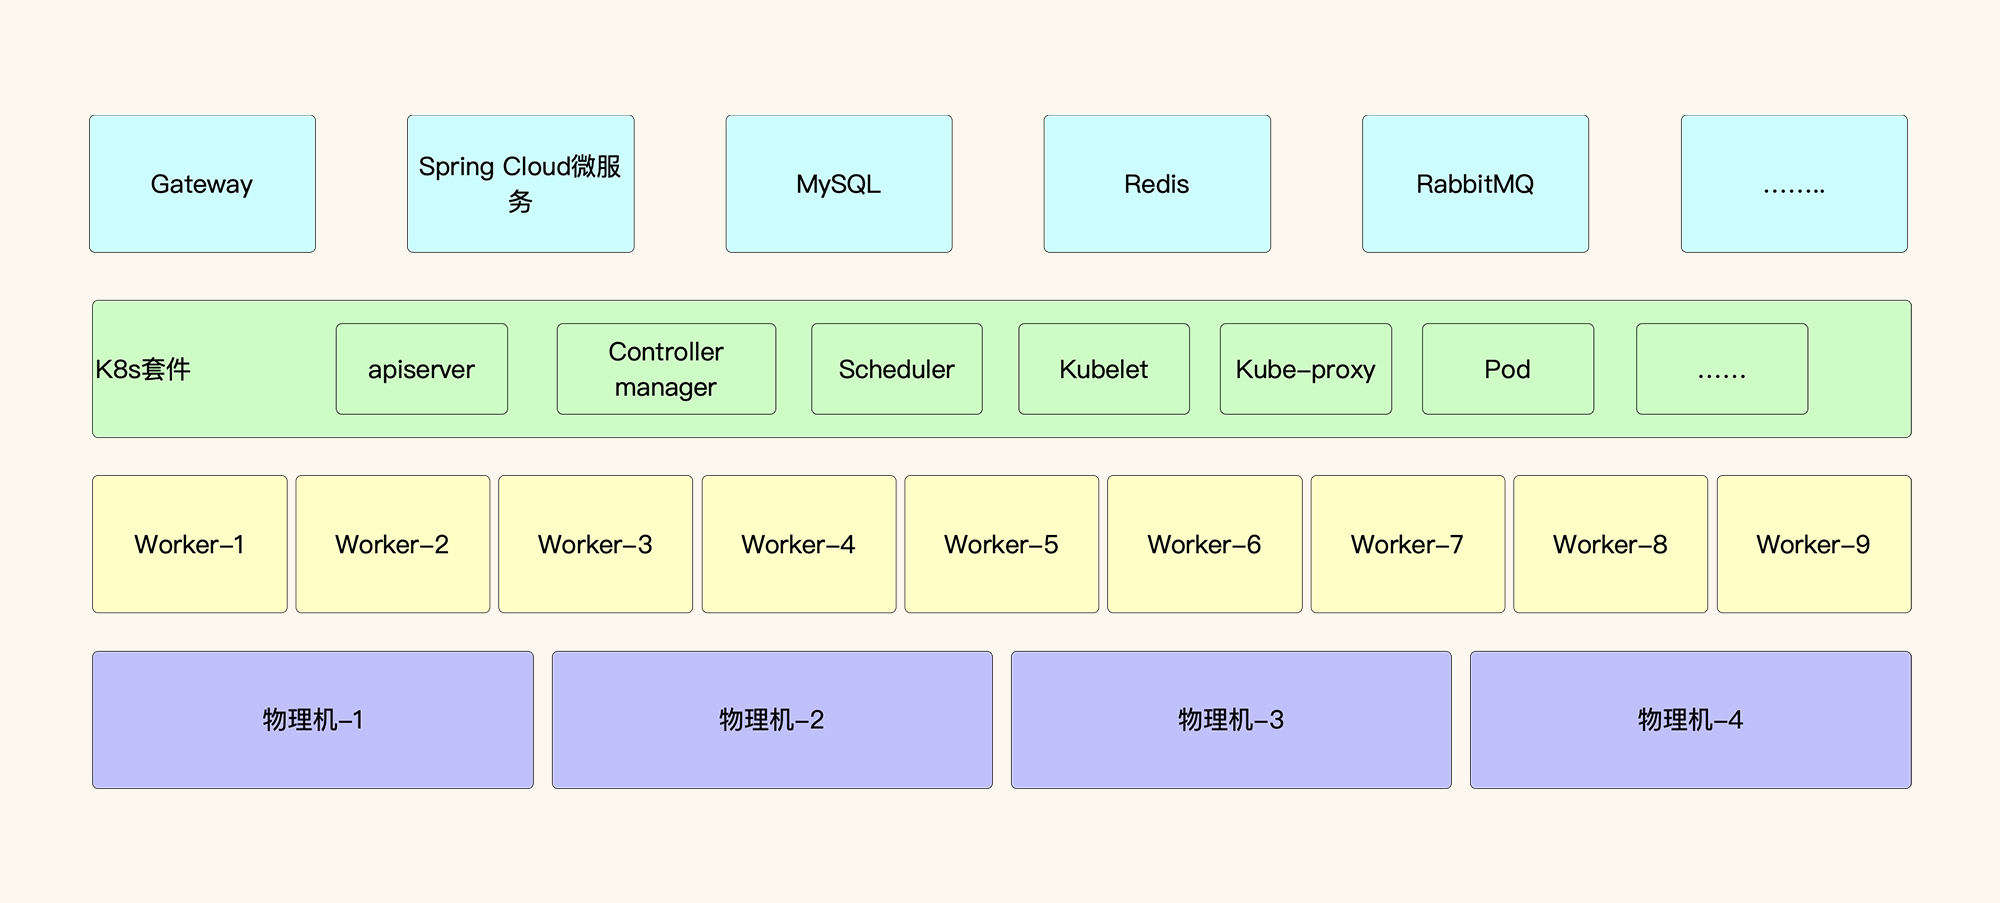 Gateway
Spring Cloud微服
务
MySQL
Redis
RabbitMQ
........
K8s套件
apiserver
Controller
manager
Scheduler
Kubelet
Kube-proxy
Pod
......
Worker-1
Worker-2
Worker-3
Worker-4
Worker-5
Worker-6
Worker-7
Worker-8
Worker-9
物理机-1
物理机-2
物理机-3
物理机-4